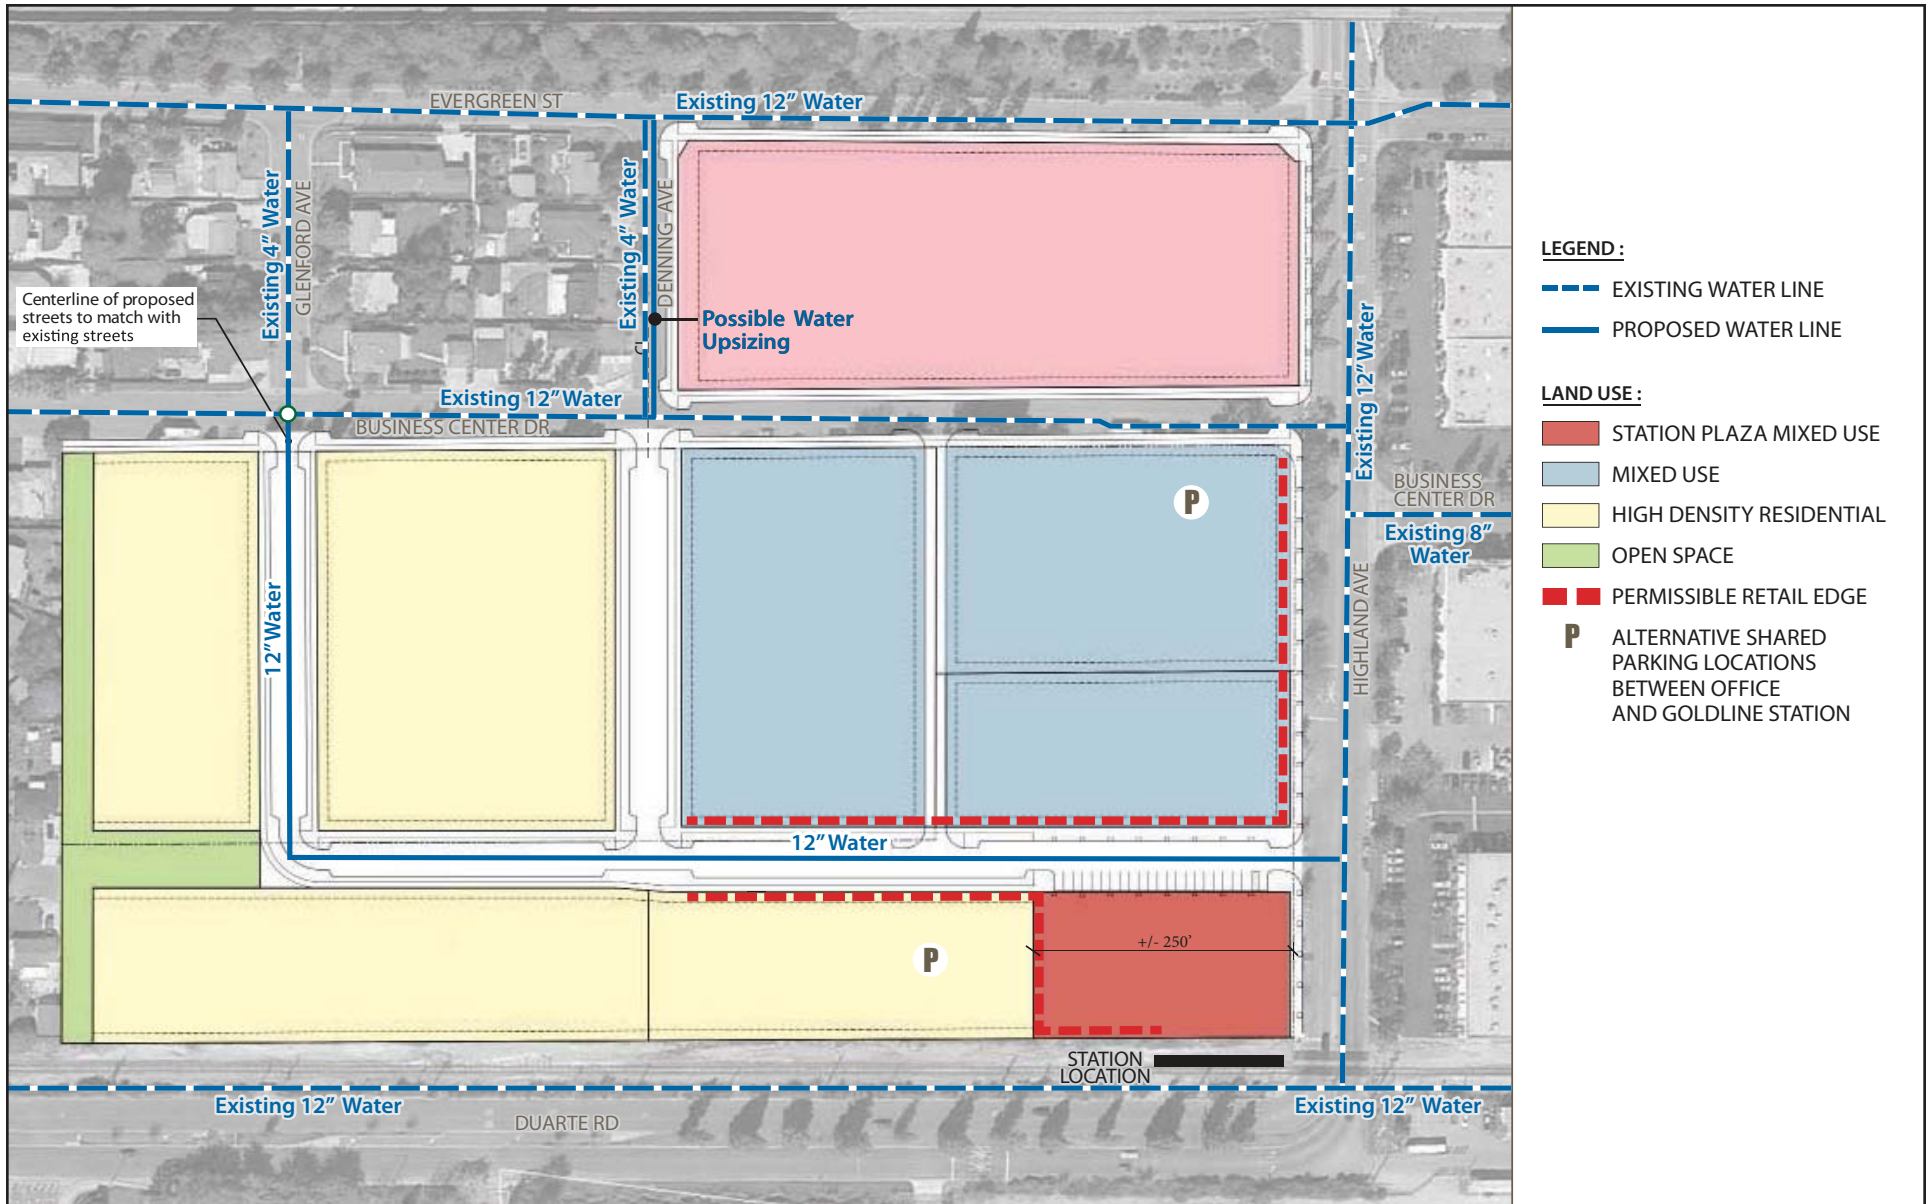 EVERGREEN ST
Existing 12” Water
Existing 4” Water
GLENFORD AVE
Existing 4” Water
DENNING AVE
CL
Centerline of proposed
streets to match with
existing streets
Possible Water
Upsizing
Existing 12” Water
BUSINESS CENTER DR
Existing 12” Water
BUSINESS
CENTER DR
Existing 8”
Water
HIGHLAND AVE
P
12” Water
12” Water
P
+/- 250’
STATION
LOCATION
Existing 12” Water
Existing 12” Water
DUARTE RD
LEGEND :
EXISTING WATER LINE
PROPOSED WATER LINE
LAND USE :
STATION PLAZA MIXED USE
MIXED USE
HIGH DENSITY RESIDENTIAL
OPEN SPACE
PERMISSIBLE RETAIL EDGE
P ALTERNATIVE SHARED
PARKING LOCATIONS
BETWEEN OFFICE
AND GOLDLINE STATION